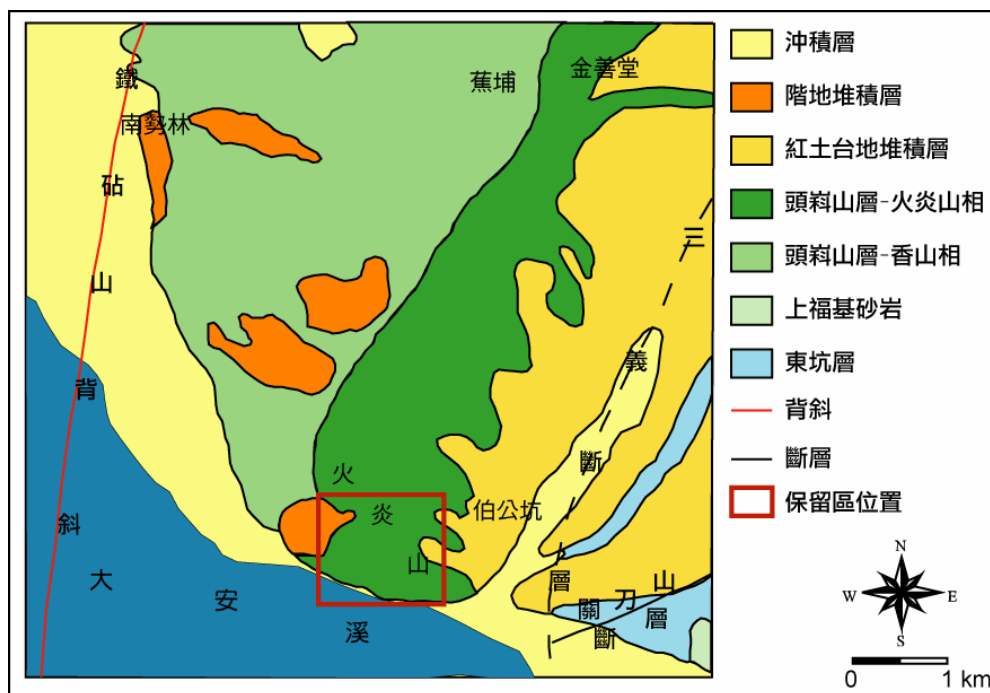 鐵砧山背斜
南勢林
蕉埔
金善堂
三義斷層
火炎山
伯公坑
大安溪
關刀山斷層
沖積層
階地堆積層
紅土台地堆積層
頭嵙山層-火炎山相
頭嵙山層-香山相
上福基砂岩
東坑層
背斜
斷層
保留區位置
N
W
E
S
0
1 km